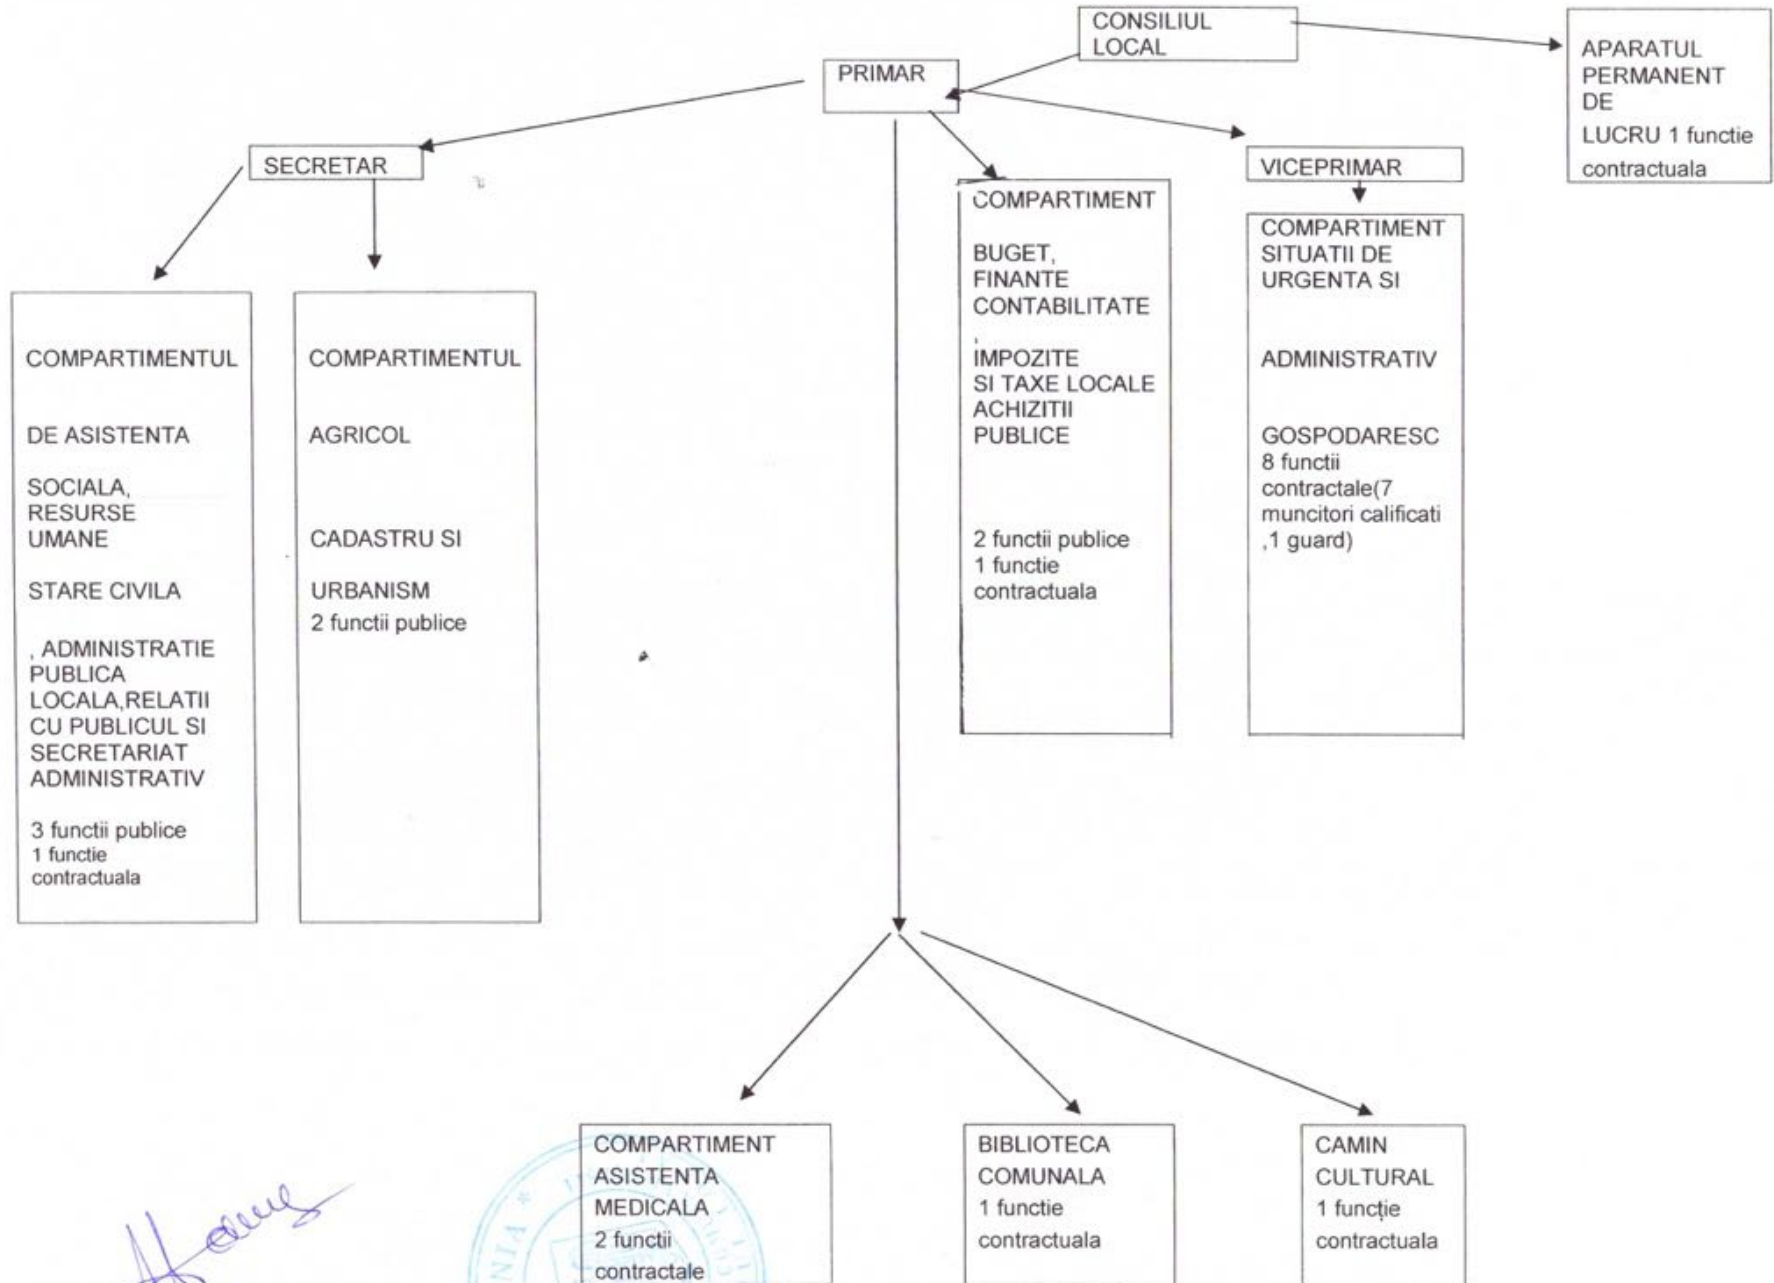 CONSILIUL
LOCAL
APARATUL
PERMANENT
DE
LUCRU 1 functie
contractuala
PRIMAR
SECRETAR
VICEPRIMAR
COMPARTIMENTUL
DE ASISTENTA
SOCIALA,
RESURSE
UMANE
STARE CIVILA
, ADMINISTRATIE
PUBLICA
LOCALA,RELATII
CU PUBLICUL SI
SECRETARIAT
ADMINISTRATIV
3 functii publice
1 functie
contractuala
COMPARTIMENTUL
AGRICOL
CADASTRU SI
URBANISM
2 functii publice
COMPARTIMENT
BUGET,
FINANTE
CONTABILITATE
,
IMPOZITE
SI TAXE LOCALE
ACHIZITII
PUBLICE
2 functii publice
1 functie
contractuala
COMPARTIMENT
SITUATII DE
URGENTA SI
ADMINISTRATIV
GOSPODARESC
8 functii
contractale(7
muncitori calificati
,1 guard)
COMPARTIMENT
ASISTENTA
MEDICALA
2 functii
contractale
BIBLIOTECA
COMUNALA
1 functie
contractuala
CAMIN
CULTURAL
1 funcție
contractuala